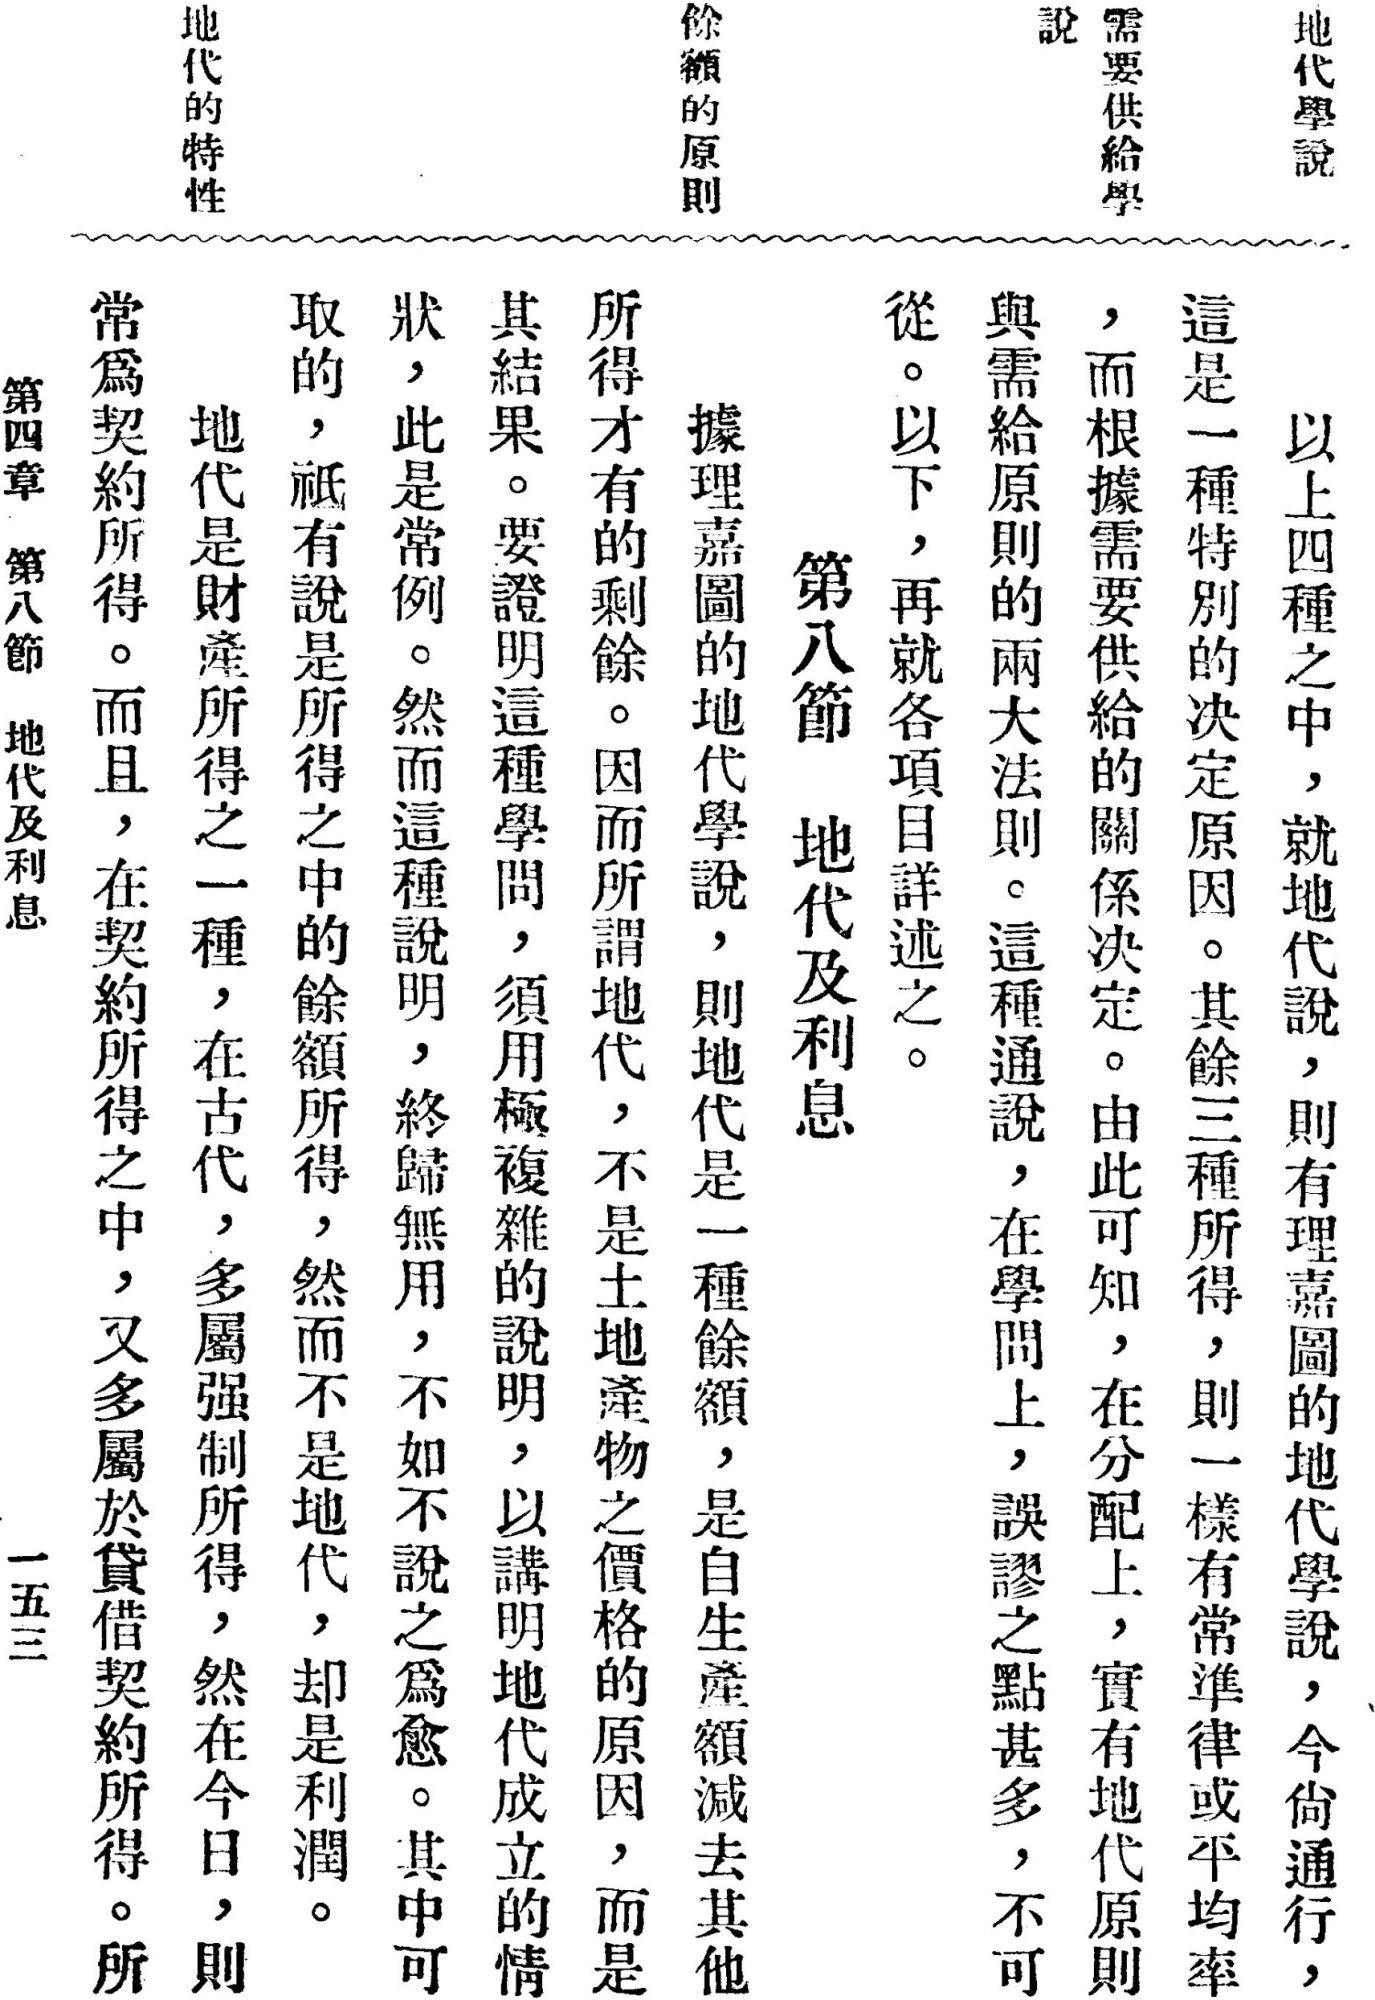 地代學說
需要供給學
說
餘額的原則
地代的特性
以上四種之中，就地代說，則有理嘉圖的地代學說，今尙通行，
這是一種特別的决定原因。其餘三種所得，則一樣有常準律或平均率
，而根據需要供給的關係决定。由此可知，在分配上，實有地代原則
與需給原則的兩大法則。這種通說，在學問上，誤謬之點甚多，不可
從。以下，再就各項目詳述之。
第八節　地代及利息
據理嘉圖的地代學說，則地代是一種餘額，是自生產額減去其他
所得才有的剩餘。因而所謂地代，不是土地產物之價格的原因，而是
其結果。要證明這種學問，須用極複雜的說明，以講明地代成立的情
狀，此是常例。然而這種說明，終歸無用，不如不說之爲愈。其中可
取的，祗有說是所得之中的餘額所得，然而不是地代，却是利潤。
地代是財產所得之一種，在古代，多屬强制所得，然在今日，則
常爲契約所得。而且，在契約所得之中，又多屬於貸借契約所得。所
第四章　第八節　地代及利息
一五三